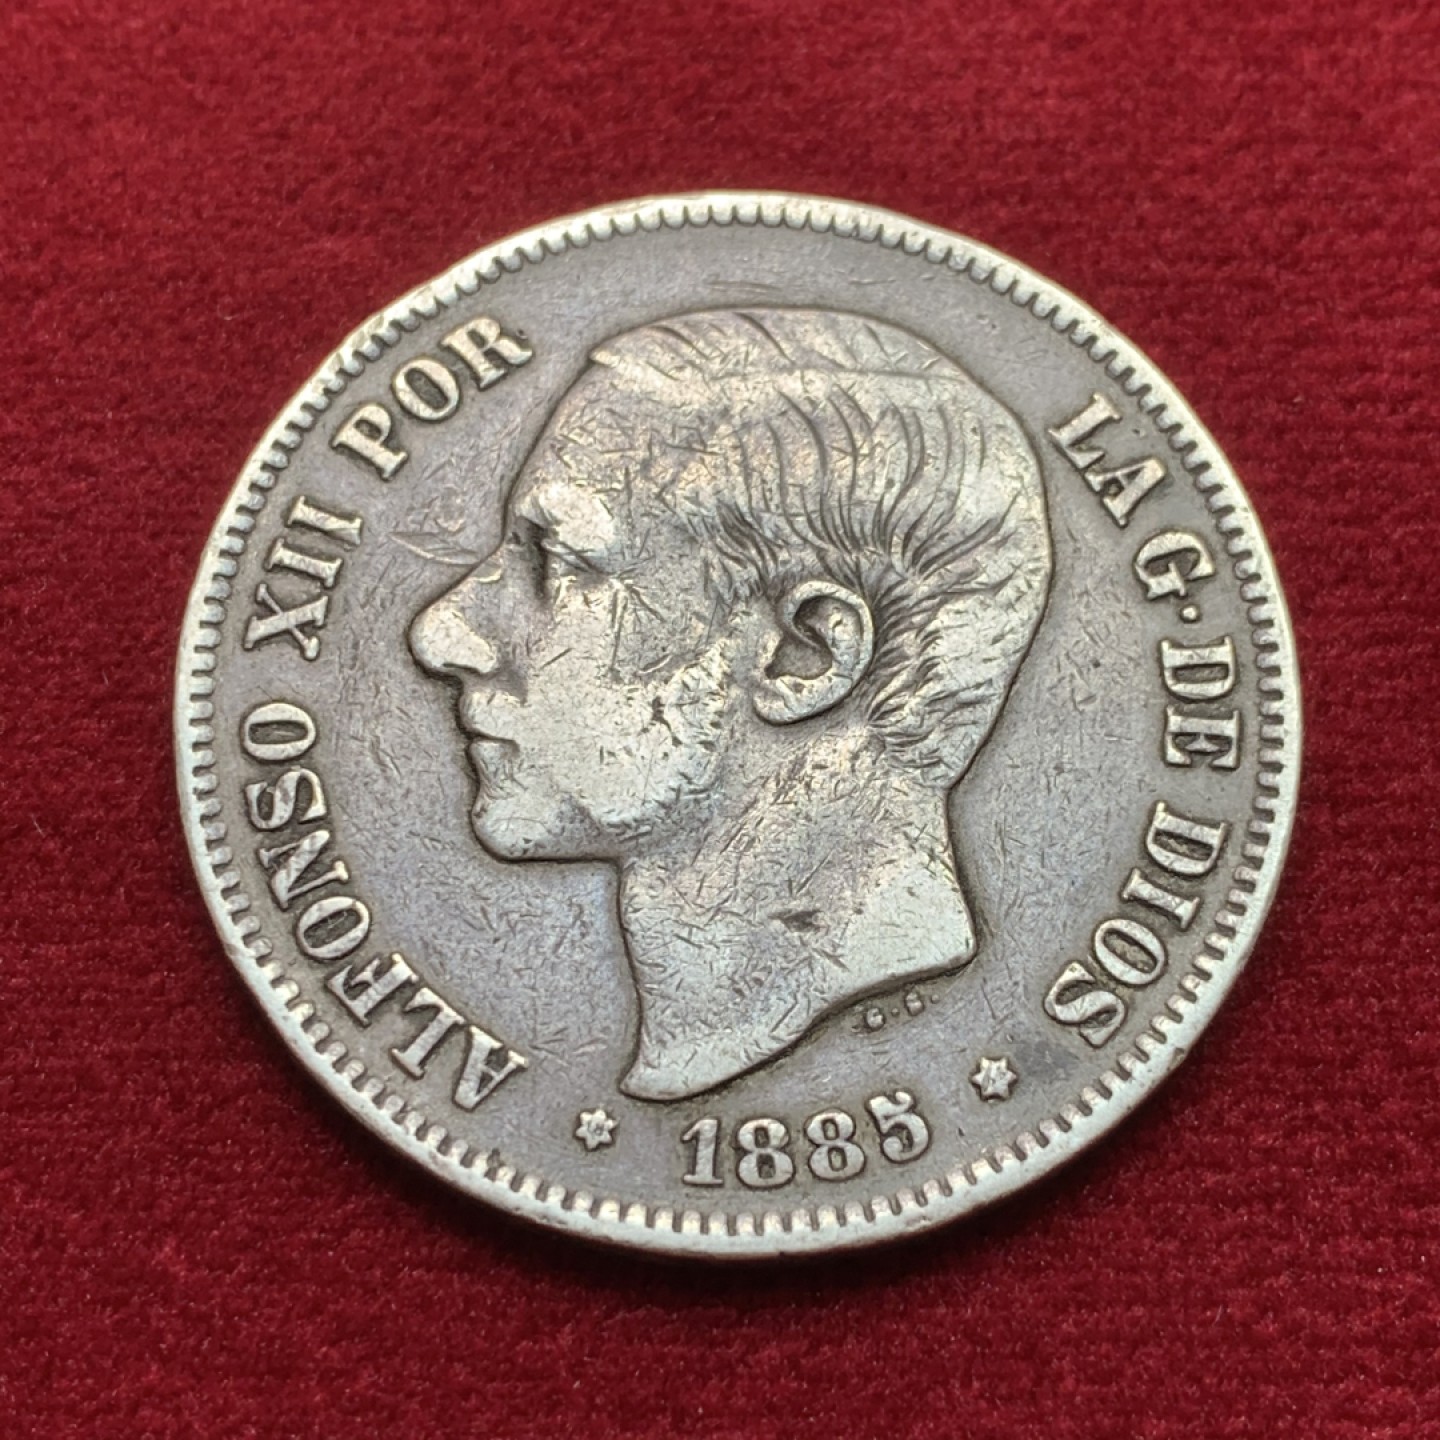 ALFONSO XII POR LA G. DE DIOS
G.S.
* 1885 *